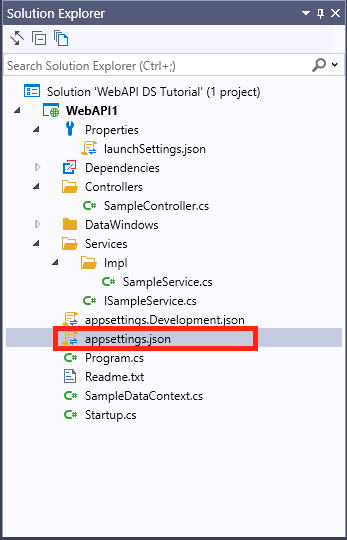 Solution Explorer
Search Solution Explorer (Ctrl+;)
Solution 'WebAPI DS Tutorial' (1 project)
WebAPI1
Properties
launchSettings.json
Dependencies
Controllers
C# SampleController.cs
DataWindows
Services
Impl
C# SampleService.cs
C# ISampleService.cs
appsettings.Development.json
appsettings.json
C# Program.cs
Readme.txt
C# SampleDataContext.cs
C# Startup.cs